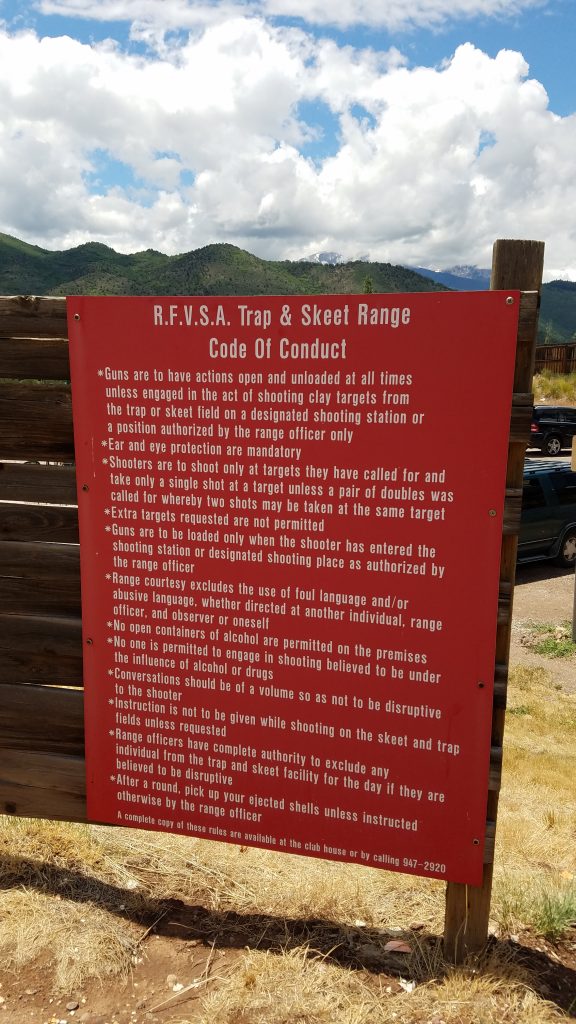 R.F.V.S.A. Trap & Skeet Range
Code Of Conduct
*Guns are to have actions open and unloaded at all times
unless engaged in the act of shooting clay targets from
the trap or skeet field on a designated shooting station or
a position authorized by the range officer only
*Ear and eye protection are mandatory
*Shooters are to shoot only at targets they have called for and
take only a single shot at a target unless a pair of doubles was
called for whereby two shots may be taken at the same target
*Extra targets requested are not permitted
*Guns are to be loaded only when the shooter has entered the
shooting station or designated shooting place as authorized by
the range officer
*Range courtesy excludes the use of foul language and/or
abusive language, whether directed at another individual, range
officer, and observer or oneself
*No open containers of alcohol are permitted on the premises
*No one is permitted to engage in shooting believed to be under
the influence of alcohol or drugs
*Conversations should be of a volume so as not to be disruptive
to the shooter
*Instruction is not to be given while shooting on the skeet and trap
fields unless requested
*Range officers have complete authority to exclude any
individual from the trap and skeet facility for the day if they are
believed to be disruptive
*After a round, pick up your ejected shells unless instructed
otherwise by the range officer
A complete copy of these rules are available at the club house or by calling 947-2920